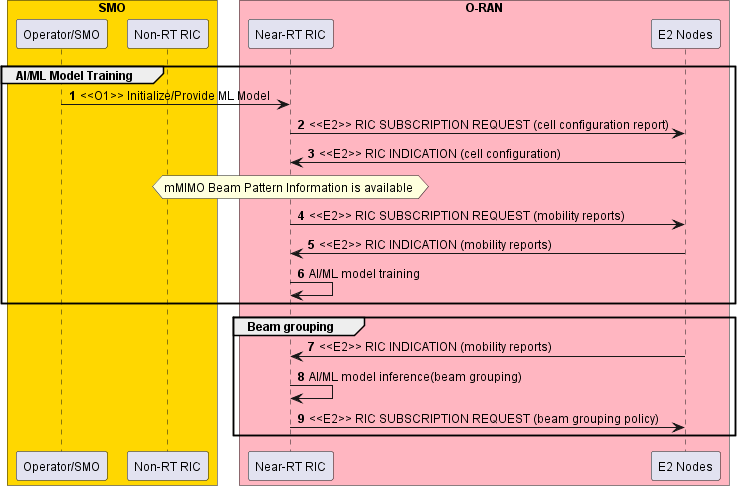 SMO
O-RAN
Operator/SMO
Non-RT RIC
Near-RT RIC
E2 Nodes
AI/ML Model Training
1 <<O1>> Initialize/Provide ML Model
2 <<E2>> RIC SUBSCRIPTION REQUEST (cell configuration report)
3 <<E2>> RIC INDICATION (cell configuration)
mMIMO Beam Pattern Information is available
4 <<E2>> RIC SUBSCRIPTION REQUEST (mobility reports)
5 <<E2>> RIC INDICATION (mobility reports)
6 AI/ML model training
Beam grouping
7 <<E2>> RIC INDICATION (mobility reports)
8 AI/ML model inference(beam grouping)
9 <<E2>> RIC SUBSCRIPTION REQUEST (beam grouping policy)
Operator/SMO
Non-RT RIC
Near-RT RIC
E2 Nodes